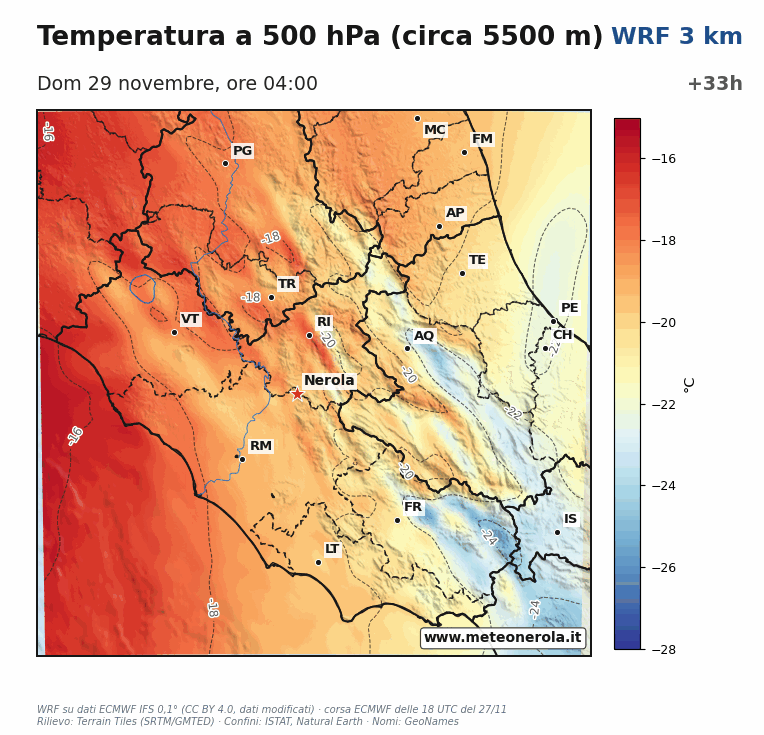 Temperatura a 500 hPa (circa 5500 m) WRF 3 km
Dom 29 novembre, ore 04:00 +33h
-16
MC
FM
PG
AP
-18
TE
TR
-18
VT
RI
PE
CH
-20
AQ
-22
-20
Nerola
-22
-16
RM
-20
FR
IS
-24
LT
-18
-24
www.meteonerola.it
−16
−18
−20
−22
−24
−26
−28
°C
WRF su dati ECMWF IFS 0,1° (CC BY 4.0, dati modificati) · corsa ECMWF delle 18 UTC del 27/11
Rilievo: Terrain Tiles (SRTM/GMTED) · Confini: ISTAT, Natural Earth · Nomi: GeoNames